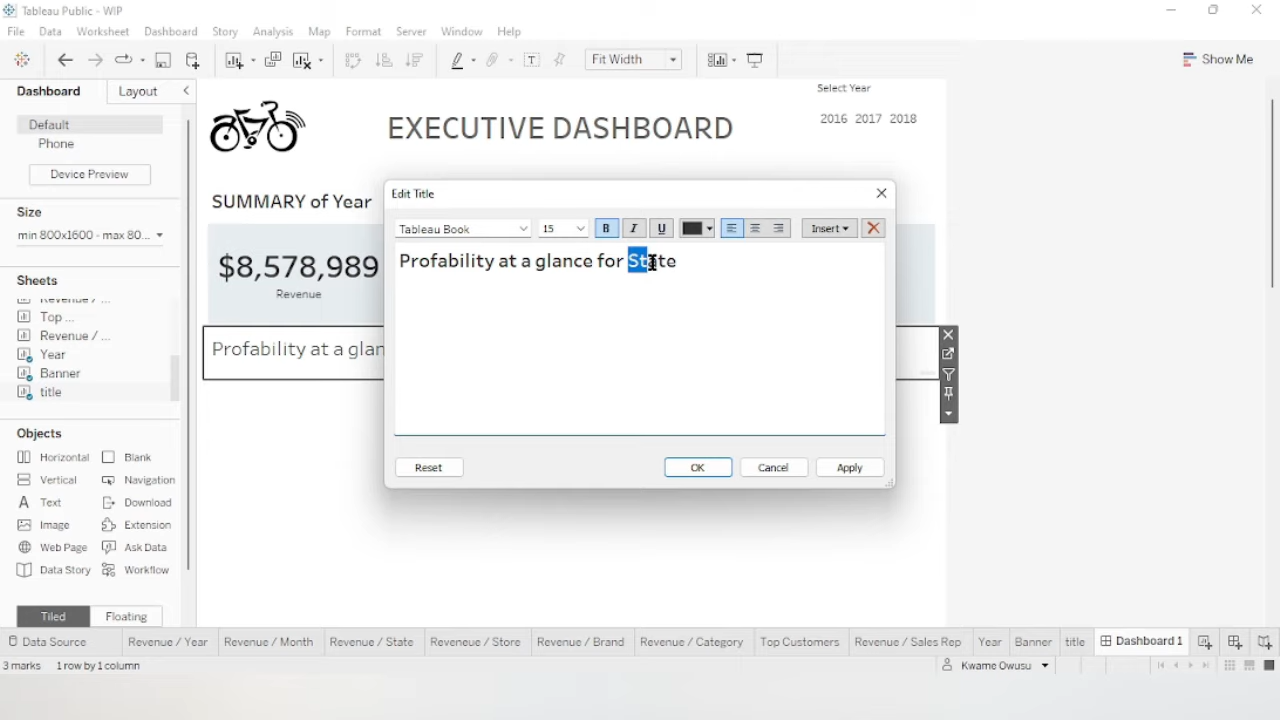 Tableau Public - WIP
File Data Worksheet Dashboard Story Analysis Map Format Server Window Help
Fit Width
Show Me
Dashboard Layout
Default
Phone
Device Preview
Size
min 800x1600 - max 80...
Sheets
Revenue / ...
Top ...
Revenue / ...
Year
Banner
title
Objects
Horizontal Blank
Vertical Navigation
Text Download
Image Extension
Web Page Ask Data
Data Story Workflow
Tiled Floating
EXECUTIVE DASHBOARD
Select Year
2016 2017 2018
SUMMARY of Year
$8,578,989
Revenue
Profability at a glan
Edit Title
Tableau Book 15 B I U Insert
Profability at a glance for State
Reset OK Cancel Apply
Data Source Revenue / Year Revenue / Month Revenue / State Reveneue / Store Revenue / Brand Revenue / Category Top Customers Revenue / Sales Rep Year Banner title Dashboard 1
3 marks 1 row by 1 column Kwame Owusu